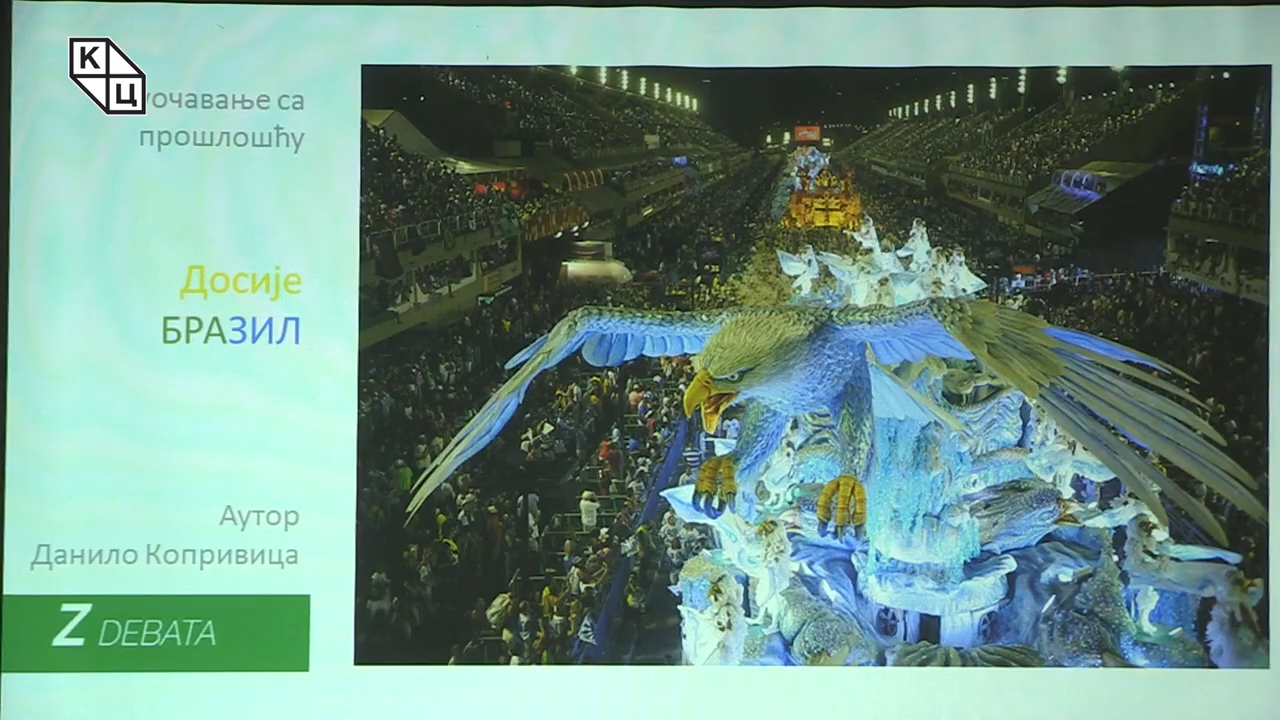 К
Ц
очавање са
прошлошћу
Досије
БРАЗИЛ
Аутор
Данило Копривица
Z DEBATA